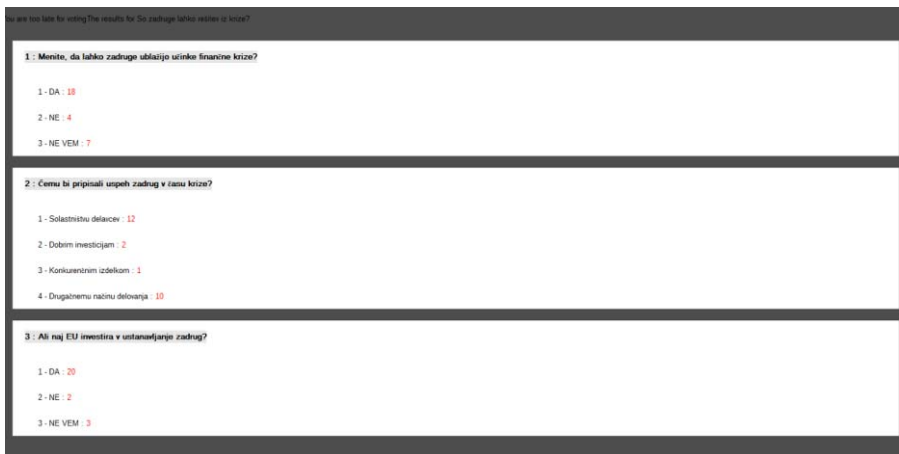 You are too late for votingThe results for So zadruge lahko rešitev iz krize?
1 : Menite, da lahko zadruge ublažijo učinke finančne krize?
1 - DA : 18
2 - NE : 4
3 - NE VEM : 7
2 : Čemu bi pripisali uspeh zadrug v času krize?
1 - Solastništvu delavcev : 12
2 - Dobrim investicijam : 2
3 - Konkurenčnim izdelkom : 1
4 - Drugačnemu načinu delovanja : 10
3 : Ali naj EU investira v ustanavljanje zadrug?
1 - DA : 20
2 - NE : 2
3 - NE VEM : 3